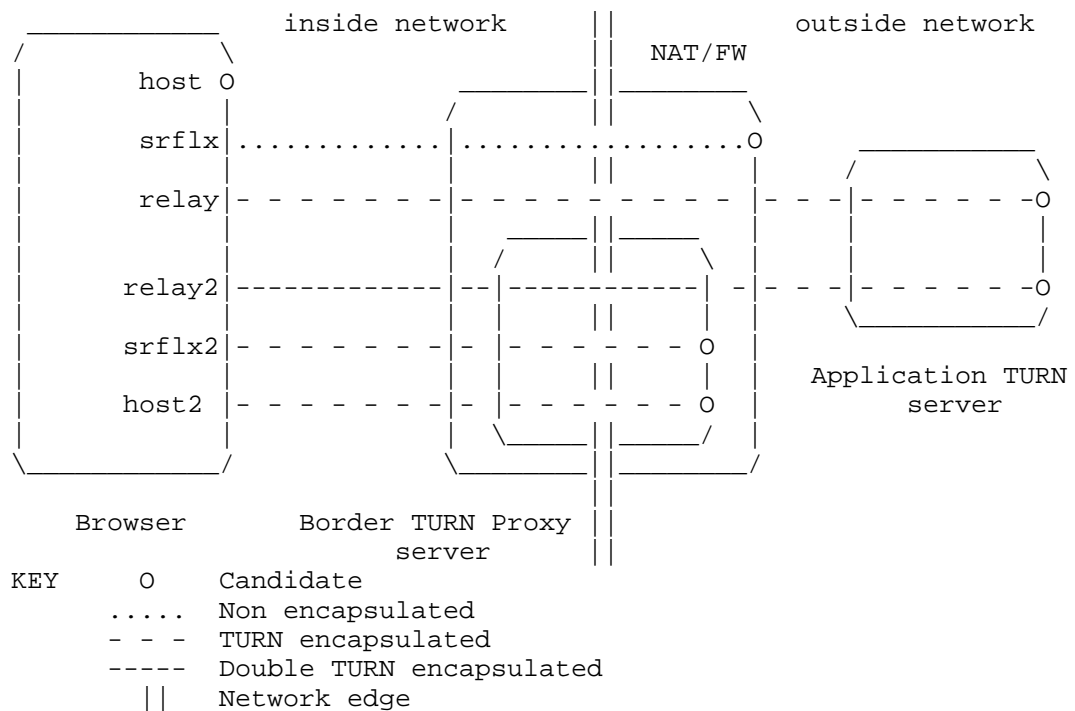 inside network || outside network
NAT/FW
host O
srflx ............. .................. O
relay - - - - - - - - - - - - - - - - - - - - - - - - O
relay2 ------------- -- ------------ - - - - - - - - - - O
srflx2 - - - - - - - - - - - - - - O
Application TURN
host2 - - - - - - - - - - - - - - O server
Browser Border TURN Proxy
server
KEY O Candidate
..... Non encapsulated
- - - TURN encapsulated
----- Double TURN encapsulated
|| Network edge